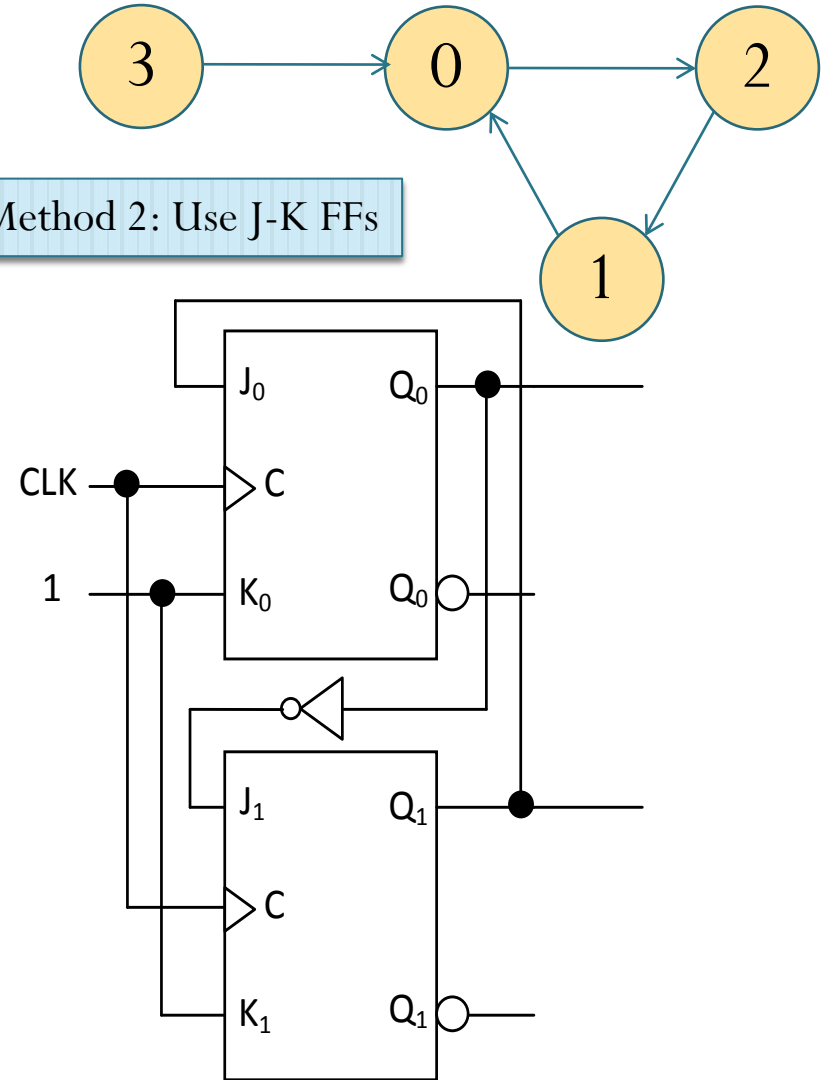 3 0 2
1
Method 2: Use J-K FFs
J₀ Q₀
CLK C
1 K₀ Q₀
J₁ Q₁
C
K₁ Q₁